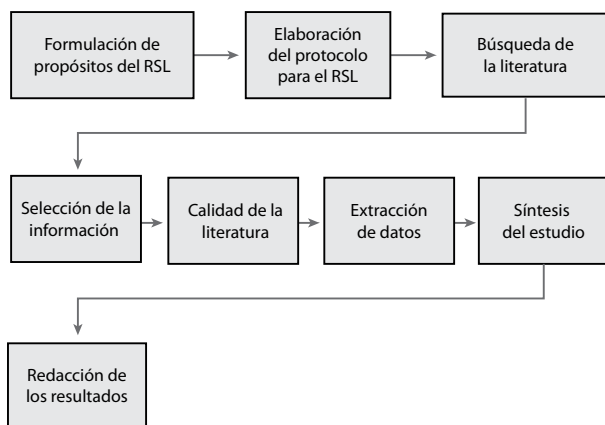 Formulación de
propósitos del RSL
Elaboración
del protocolo
para el RSL
Búsqueda de
la literatura
Selección de la
información
Calidad de la
literatura
Extracción
de datos
Síntesis
del estudio
Redacción de
los resultados